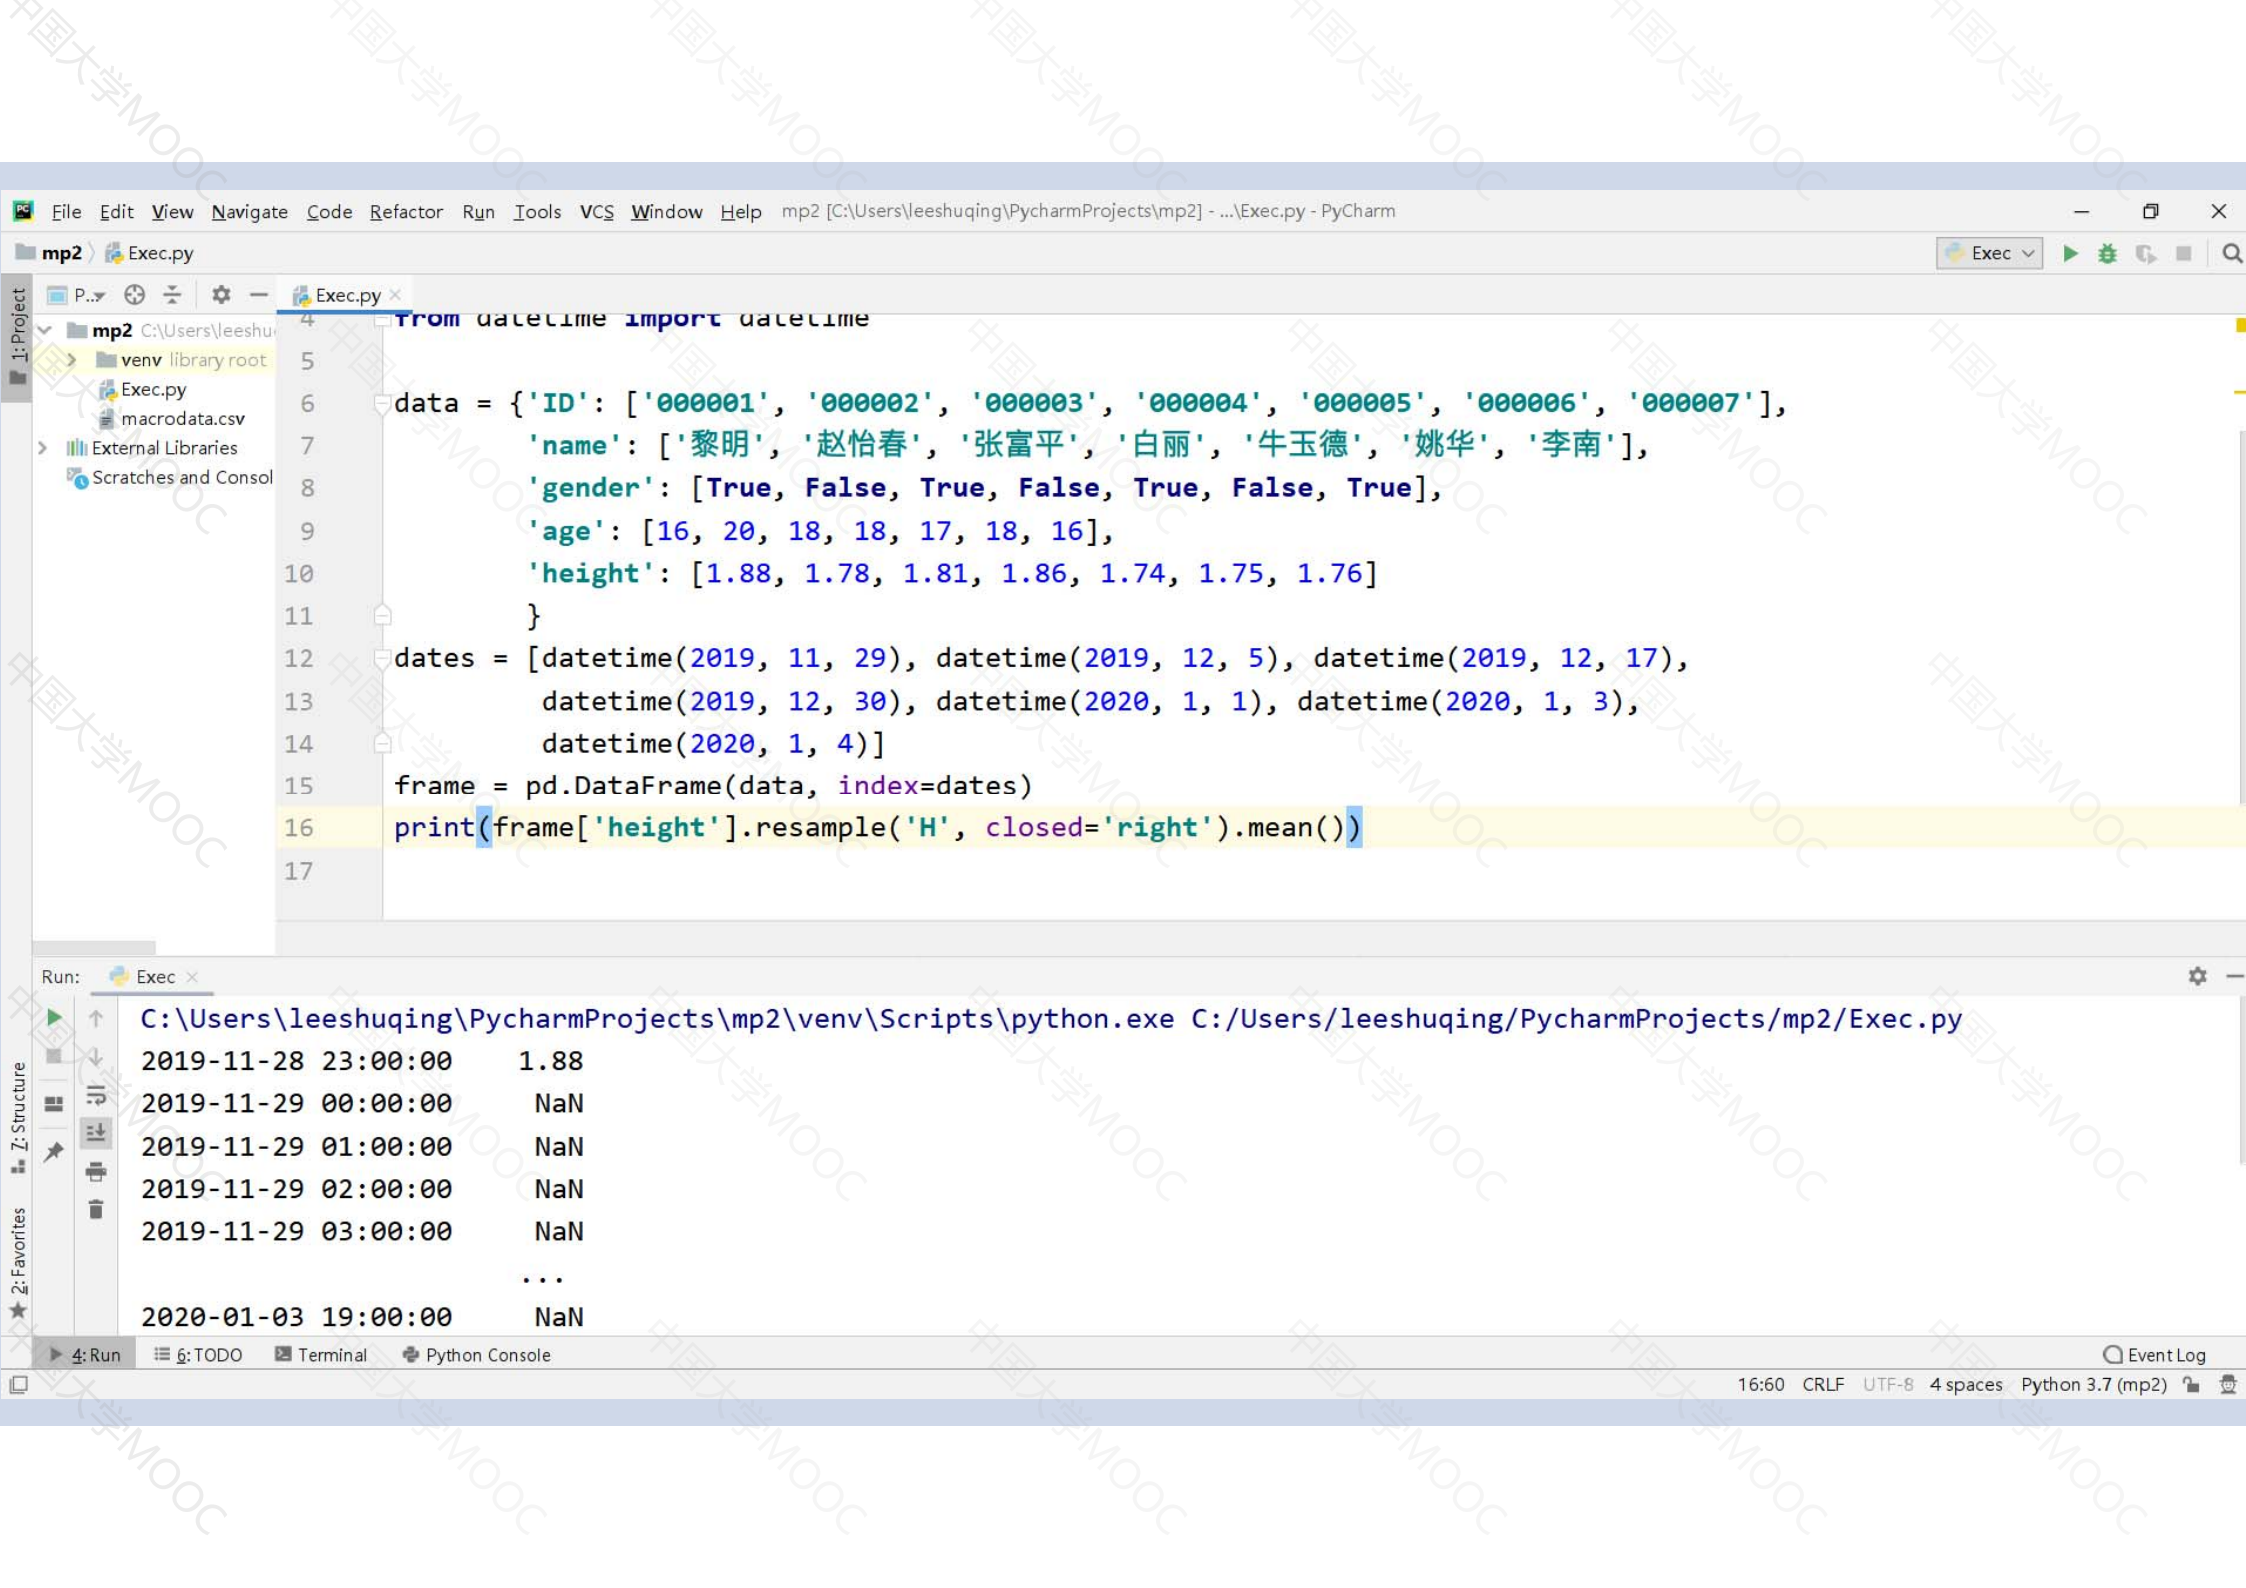 File Edit View Navigate Code Refactor Run Tools VCS Window Help mp2 [C:\Users\leeshuqing\PycharmProjects\mp2] - ...\Exec.py - PyCharm
mp2 Exec.py Exec
1: Project P.. Exec.py
mp2 C:\Users\leeshu
venv library root
Exec.py
macrodata.csv
External Libraries
Scratches and Consol
4 from datetime import datetime
5
6 data = {'ID': ['000001', '000002', '000003', '000004', '000005', '000006', '000007'],
7 'name': ['黎明', '赵怡春', '张富平', '白丽', '牛玉德', '姚华', '李南'],
8 'gender': [True, False, True, False, True, False, True],
9 'age': [16, 20, 18, 18, 17, 18, 16],
10 'height': [1.88, 1.78, 1.81, 1.86, 1.74, 1.75, 1.76]
11 }
12 dates = [datetime(2019, 11, 29), datetime(2019, 12, 5), datetime(2019, 12, 17),
13 datetime(2019, 12, 30), datetime(2020, 1, 1), datetime(2020, 1, 3),
14 datetime(2020, 1, 4)]
15 frame = pd.DataFrame(data, index=dates)
16 print(frame['height'].resample('H', closed='right').mean())
17
Run: Exec
C:\Users\leeshuqing\PycharmProjects\mp2\venv\Scripts\python.exe C:/Users/leeshuqing/PycharmProjects/mp2/Exec.py
2019-11-28 23:00:00 1.88
2019-11-29 00:00:00 NaN
2019-11-29 01:00:00 NaN
2019-11-29 02:00:00 NaN
2019-11-29 03:00:00 NaN
...
2020-01-03 19:00:00 NaN
7: Structure
2: Favorites
4: Run 6: TODO Terminal Python Console Event Log
16:60 CRLF UTF-8 4 spaces Python 3.7 (mp2)
中国大学MOOC